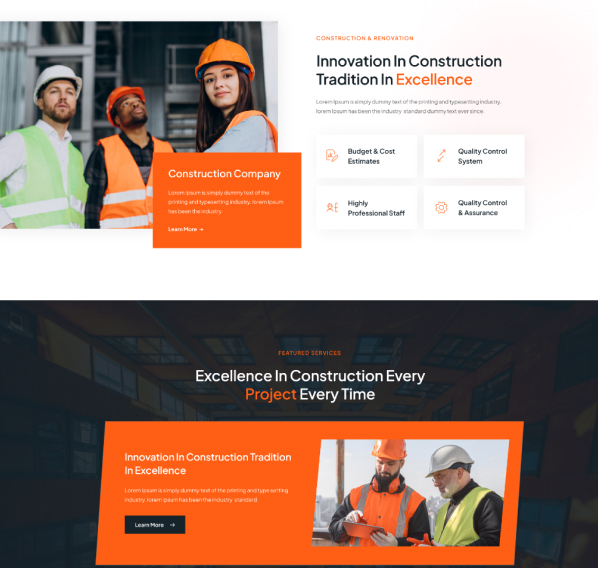 CONSTRUCTION & RENOVATION
Innovation In Construction
Tradition In Excellence
Lorem Ipsum is simply dummy text of the printing and typesetting industry.
lorem Ipsum has been the industry standard dummy text ever since.
Budget & Cost
Estimates
Quality Control
System
Highly
Professional Staff
Quality Control
& Assurance
Construction Company
Lorem Ipsum is simply dummy text of the
printing and typesetting industry. lorem Ipsum
has been the industry.
Learn More →
FEATURED SERVICES
Excellence In Construction Every
Project Every Time
Innovation In Construction Tradition
In Excellence
Lorem Ipsum is simply dummy text of the printing and type setting
industry. lorem Ipsum has been the industry. standard.
Learn More →